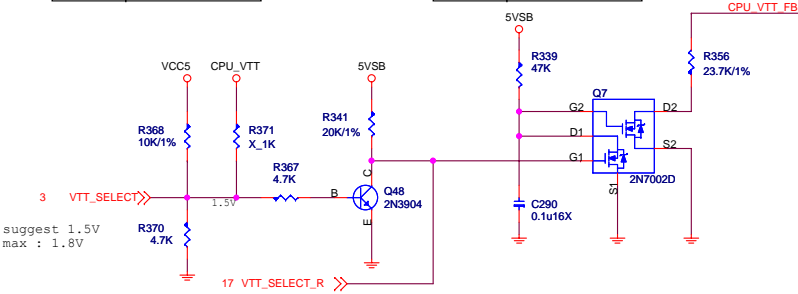 CPU_VTT_FB
5VSB
R339
47K
R356
23.7K/1%
VCC5
CPU_VTT
5VSB
Q7
G2
D2
D1
S2
G1
S1
2N7002D
R368
10K/1%
R371
X_1K
R341
20K/1%
R367
4.7K
3 VTT_SELECT
1.5V
B
C
E
Q48
2N3904
C290
0.1u16X
suggest 1.5V
max : 1.8V
R370
4.7K
17 VTT_SELECT_R